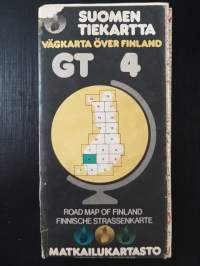 SUOMEN
TIEKARTTA
VÄGKARTA ÖVER FINLAND
GT 4
ROAD MAP OF FINLAND
FINNISCHE STRASSENKARTE
MATKAILUKARTASTO